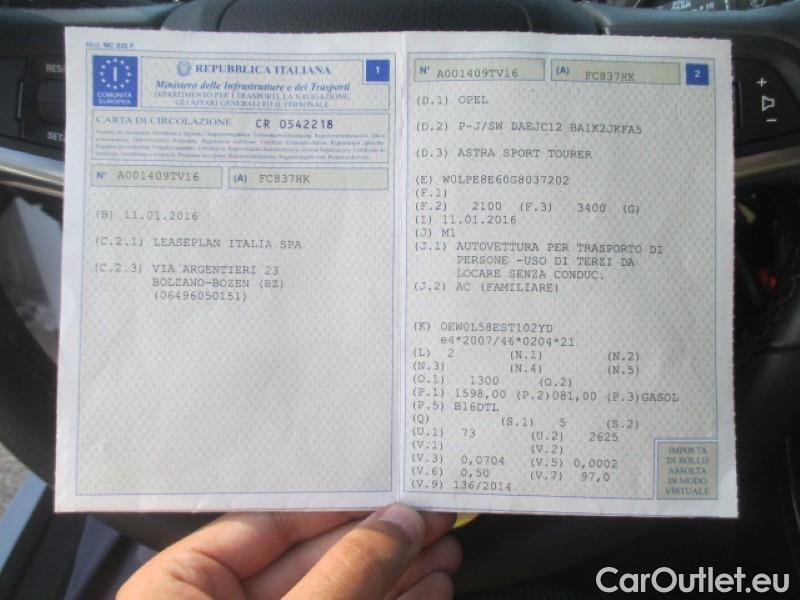 Mod. MC 820 F
I
COMUNITÀ
EUROPEA
REPUBBLICA ITALIANA
1
Ministero delle Infrastrutture e dei Trasporti
DIPARTIMENTO PER I TRASPORTI, LA NAVIGAZIONE,
GLI AFFARI GENERALI ED IL PERSONALE
CARTA DI CIRCOLAZIONE CR 0542218
N° A001409TV16 (A) FC837HK
(B) 11.01.2016
(C.2.1) LEASEPLAN ITALIA SPA
(C.2.3) VIA ARGENTIERI 23
BOLZANO-BOZEN (BZ)
(06496050151)
N° A001409TV16 (A) FC837HK 2
(D.1) OPEL
(D.2) P-J/SW DAEJC12 BA1K2JKFA5
(D.3) ASTRA SPORT TOURER
(E) W0LPE8E60G8037202
(F.1)
(F.2) 2100 (F.3) 3400 (G)
(I) 11.01.2016
(J) M1
(J.1) AUTOVETTURA PER TRASPORTO DI
PERSONE -USO DI TERZI DA
LOCARE SENZA CONDUC.
(J.2) AC (FAMILIARE)
(K) OEW0L58EST102YD
e4*2007/46*0204*21
(L) 2 (N.1) (N.2)
(N.3) (N.4) (N.5)
(O.1) 1300 (O.2)
(P.1) 1598,00 (P.2)081,00 (P.3)GASOL
(P.5) B16DTL
(Q) (S.1) 5 (S.2)
(U.1) 73 (U.2) 2625
(V.1) (V.2)
(V.3) 0,0704 (V.5) 0,0002
(V.6) 0,50 (V.7) 97,0
(V.9) 136/2014
IMPOSTA
DI BOLLO
ASSOLTA
IN MODO
VIRTUALE
RES
SET
+
-
CarOutlet.eu